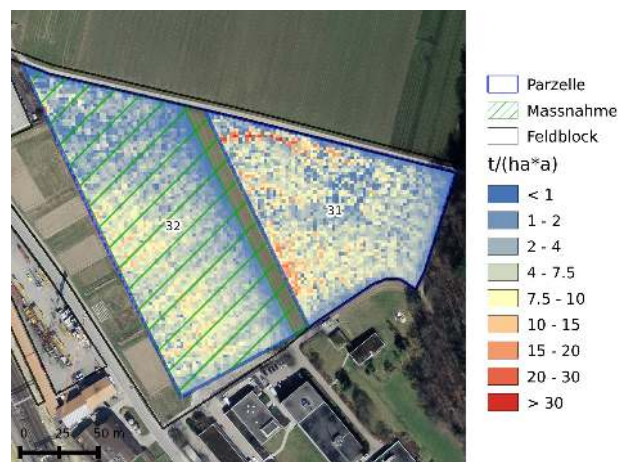 Parzelle
Massnahme
Feldblock
t/(ha*a)
< 1
1 - 2
2 - 4
4 - 7.5
7.5 - 10
10 - 15
15 - 20
20 - 30
> 30
31
32
0 25 50 m